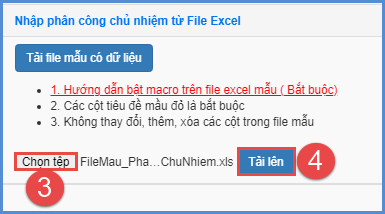 Nhập phân công chủ nhiệm từ File Excel
Tải file mẫu có dữ liệu
1. Hướng dẫn bật macro trên file excel mẫu ( Bắt buộc)
2. Các cột tiêu đề mầu đỏ là bắt buộc
3. Không thay đổi, thêm, xóa các cột trong file mẫu
Chọn tệp FileMau_Pha…ChuNhiem.xls Tải lên 4
3